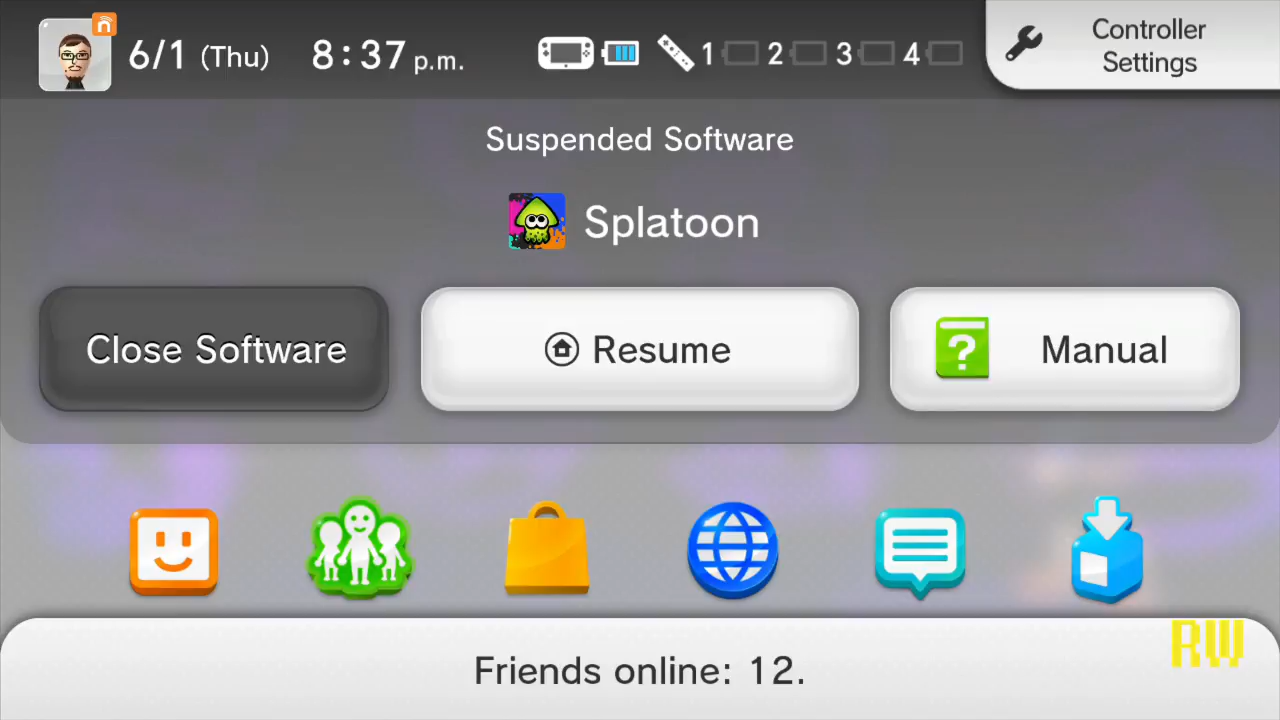 6/1 (Thu) 8:37 p.m. 1 2 3 4
Controller
Settings
Suspended Software
Splatoon
Close Software
Resume
? Manual
Friends online: 12.
RW